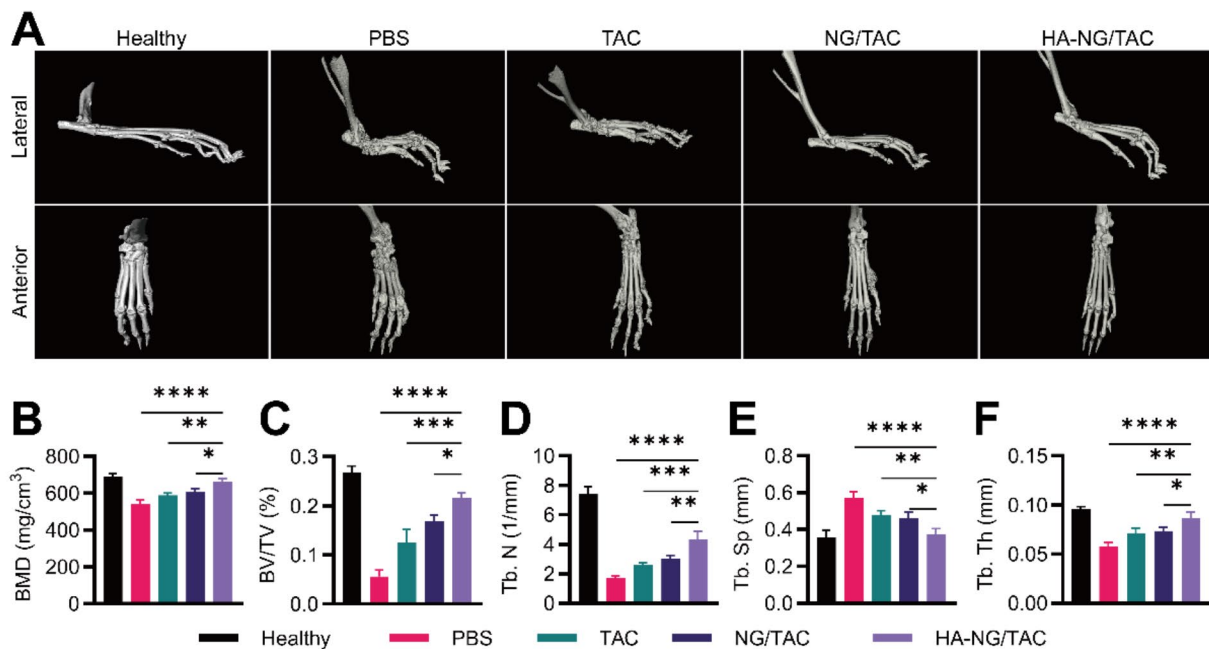 A
Healthy PBS TAC NG/TAC HA-NG/TAC
Lateral
Anterior
B
****
**
*
BMD (mg/cm³)
800
600
400
200
0
C
****
***
*
BV/TV (%)
0.3
0.2
0.1
0.0
D
****
***
**
Tb. N (1/mm)
10
8
6
4
2
0
E
****
**
*
Tb. Sp (mm)
0.8
0.6
0.4
0.2
0.0
F
****
**
*
Tb. Th (mm)
0.15
0.10
0.05
0.00
Healthy PBS TAC NG/TAC HA-NG/TAC